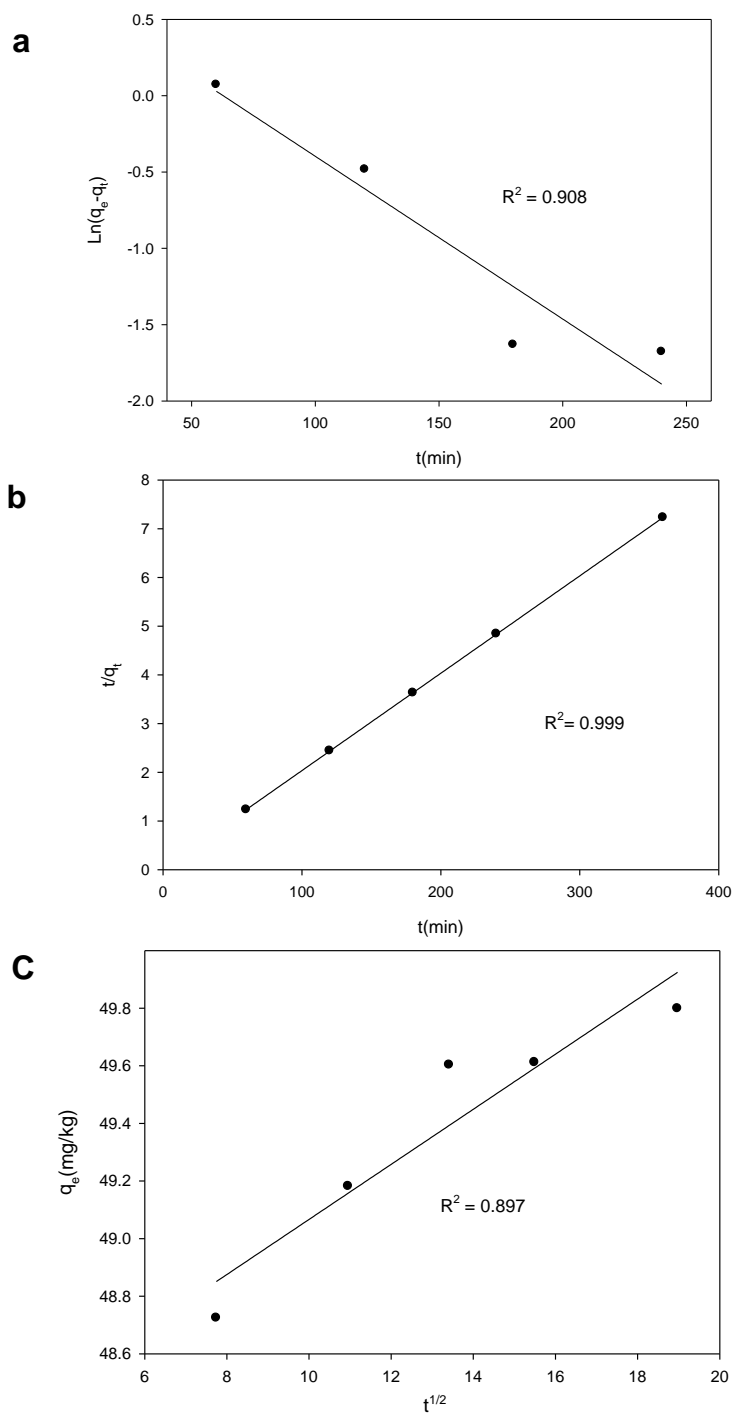 a
0.5
0.0
-0.5
-1.0
-1.5
-2.0
Ln(qₑ-qₜ)
R² = 0.908
50 100 150 200 250
t(min)
b
8
7
6
5
4
3
2
1
0
t/qₜ
R²= 0.999
0 100 200 300 400
t(min)
C
49.8
49.6
49.4
49.2
49.0
48.8
48.6
qₑ(mg/kg)
R² = 0.897
6 8 10 12 14 16 18 20
t¹/²